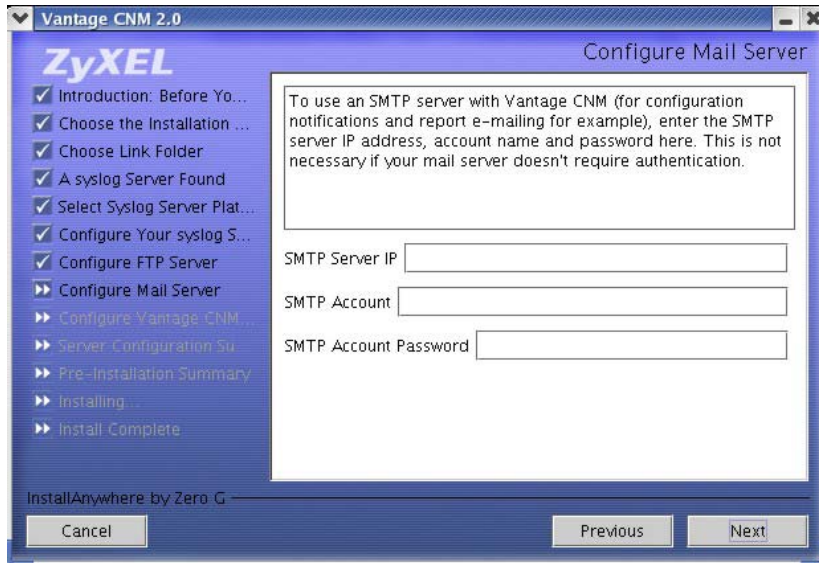 Vantage CNM 2.0
ZyXEL
Configure Mail Server
Introduction: Before Yo...
Choose the Installation ...
Choose Link Folder
A syslog Server Found
Select Syslog Server Plat...
Configure Your syslog S...
Configure FTP Server
Configure Mail Server
Configure Vantage CNM...
Server Configuration Su
Pre-Installation Summary
Installing...
Install Complete
To use an SMTP server with Vantage CNM (for configuration
notifications and report e-mailing for example), enter the SMTP
server IP address, account name and password here. This is not
necessary if your mail server doesn't require authentication.
SMTP Server IP
SMTP Account
SMTP Account Password
InstallAnywhere by Zero G
Cancel
Previous
Next